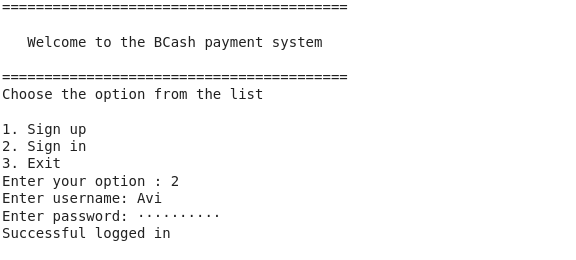 =========================================
Welcome to the BCash payment system
=========================================
Choose the option from the list
1. Sign up
2. Sign in
3. Exit
Enter your option : 2
Enter username: Avi
Enter password: ··········
Successful logged in